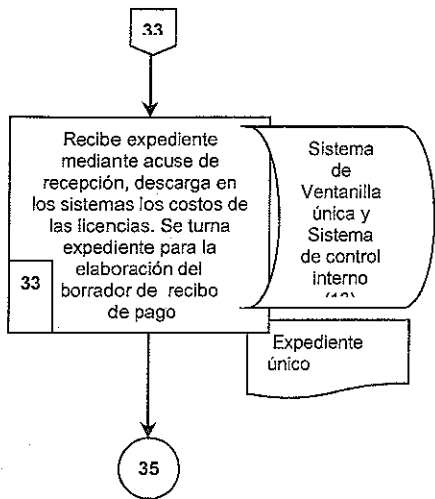 33
Recibe expediente
mediante acuse de
recepción, descarga en
los sistemas los costos de
las licencias. Se turna
expediente para la
elaboración del
borrador de recibo
de pago
33
Sistema
de
Ventanilla
única y
Sistema
de control
interno
Expediente
único
35